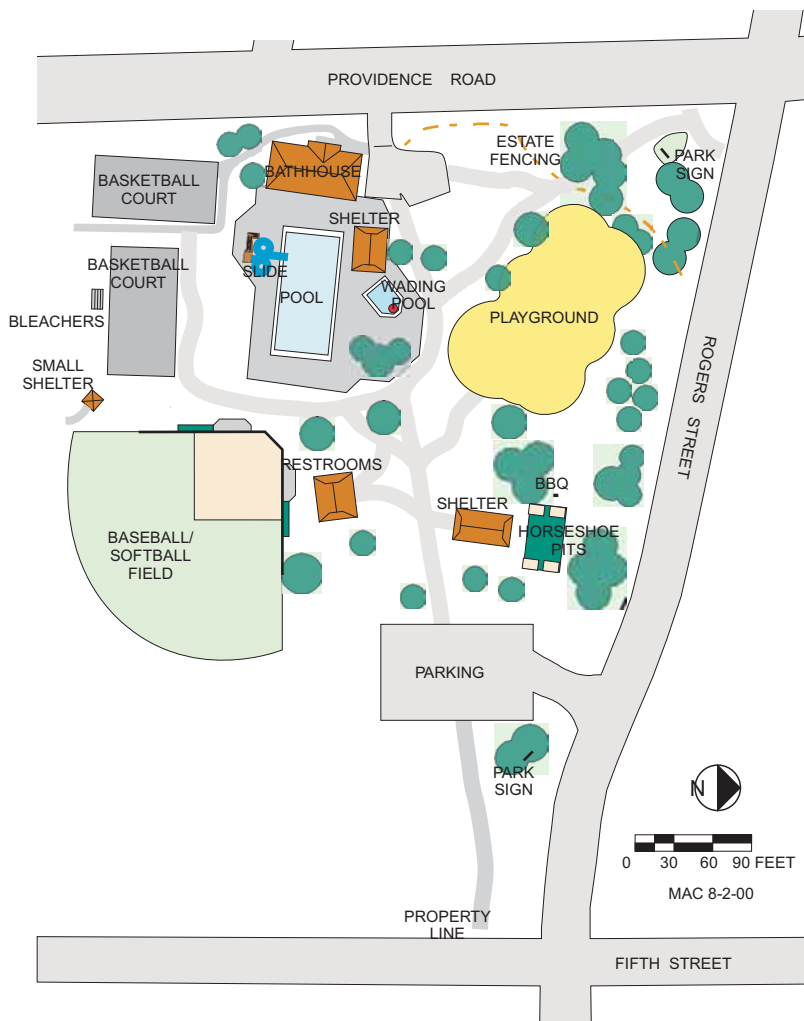 PROVIDENCE ROAD
ESTATE
FENCING
PARK
SIGN
BATHHOUSE
BASKETBALL
COURT
SHELTER
BASKETBALL
COURT
SLIDE
POOL
WADING
POOL
PLAYGROUND
BLEACHERS
SMALL
SHELTER
ROGERS STREET
RESTROOMS
BBQ
SHELTER
HORSESHOE
PITS
BASEBALL/
SOFTBALL
FIELD
PARKING
PARK
SIGN
N
0 30 60 90 FEET
MAC 8-2-00
PROPERTY
LINE
FIFTH STREET